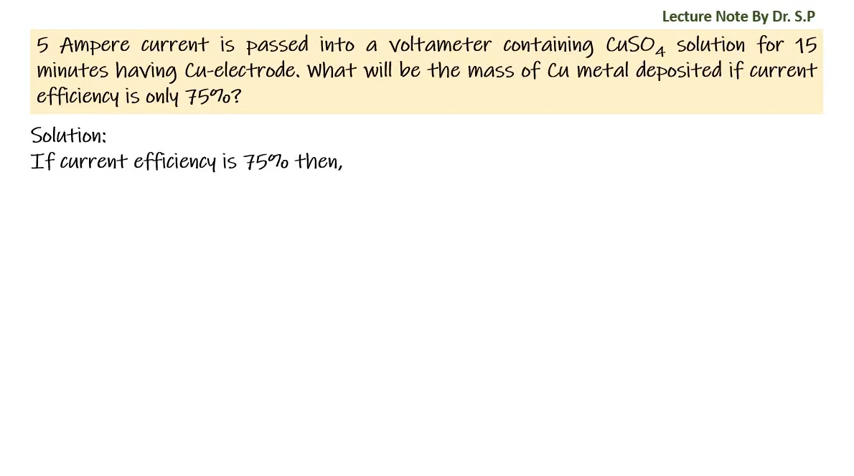 Lecture Note By Dr. S.P
5 Ampere current is passed into a voltameter containing CuSO₄ solution for 15
minutes having Cu-electrode. What will be the mass of Cu metal deposited if current
efficiency is only 75%?
Solution:
If current efficiency is 75% then,